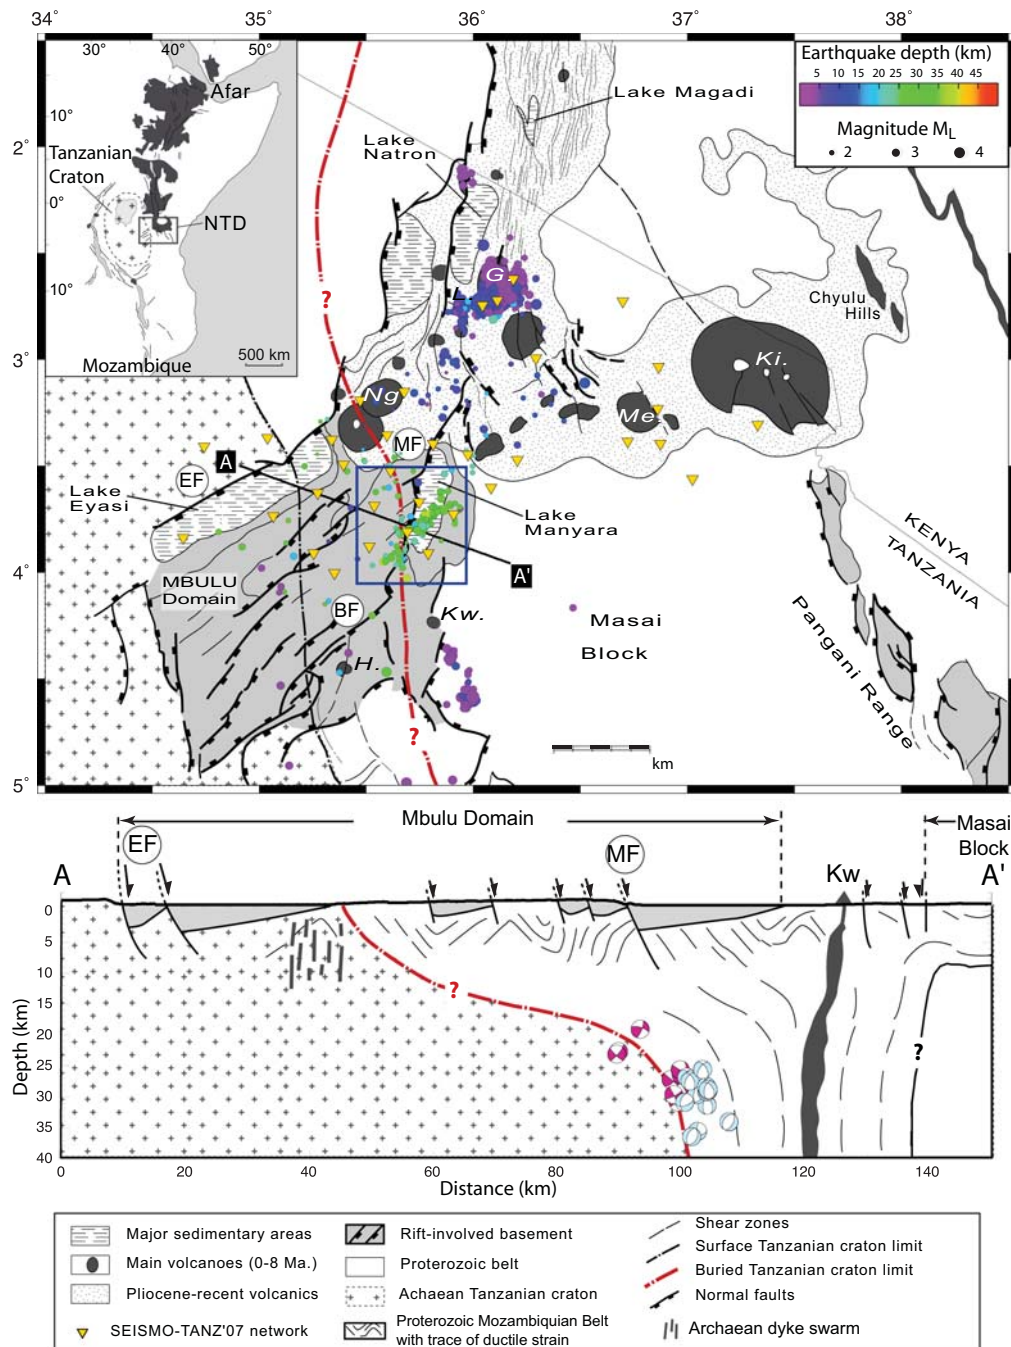 34° 35° 36° 37° 38°
30° 40° 50°
Afar
10°
Tanzanian
Craton
0°
NTD
10°
Mozambique
500 km
Earthquake depth (km)
5 10 15 20 25 30 35 40 45
Magnitude ML
2 3 4
2°
3°
4°
5°
Lake Magadi
Lake
Natron
G
L.
?
Chyulu
Hills
Ng
Ki.
Me.
MF
A
EF
Lake
Eyasi
Lake
Manyara
KENYA
TANZANIA
A'
MBULU
Domain
BF
Kw.
Masai
Block
H.
Pangani Range
?
km
Mbulu Domain
Masai
Block
EF
MF
A
Kw
A'
0
5
10
15
20
25
30
35
40
Depth (km)
?
?
0 20 40 60 80 100 120 140
Distance (km)
Major sedimentary areas
Main volcanoes (0-8 Ma.)
Pliocene-recent volcanics
SEISMO-TANZ'07 network
Rift-involved basement
Proterozoic belt
Achaean Tanzanian craton
Proterozoic Mozambiquian Belt
with trace of ductile strain
Shear zones
Surface Tanzanian craton limit
Buried Tanzanian craton limit
Normal faults
Archaean dyke swarm